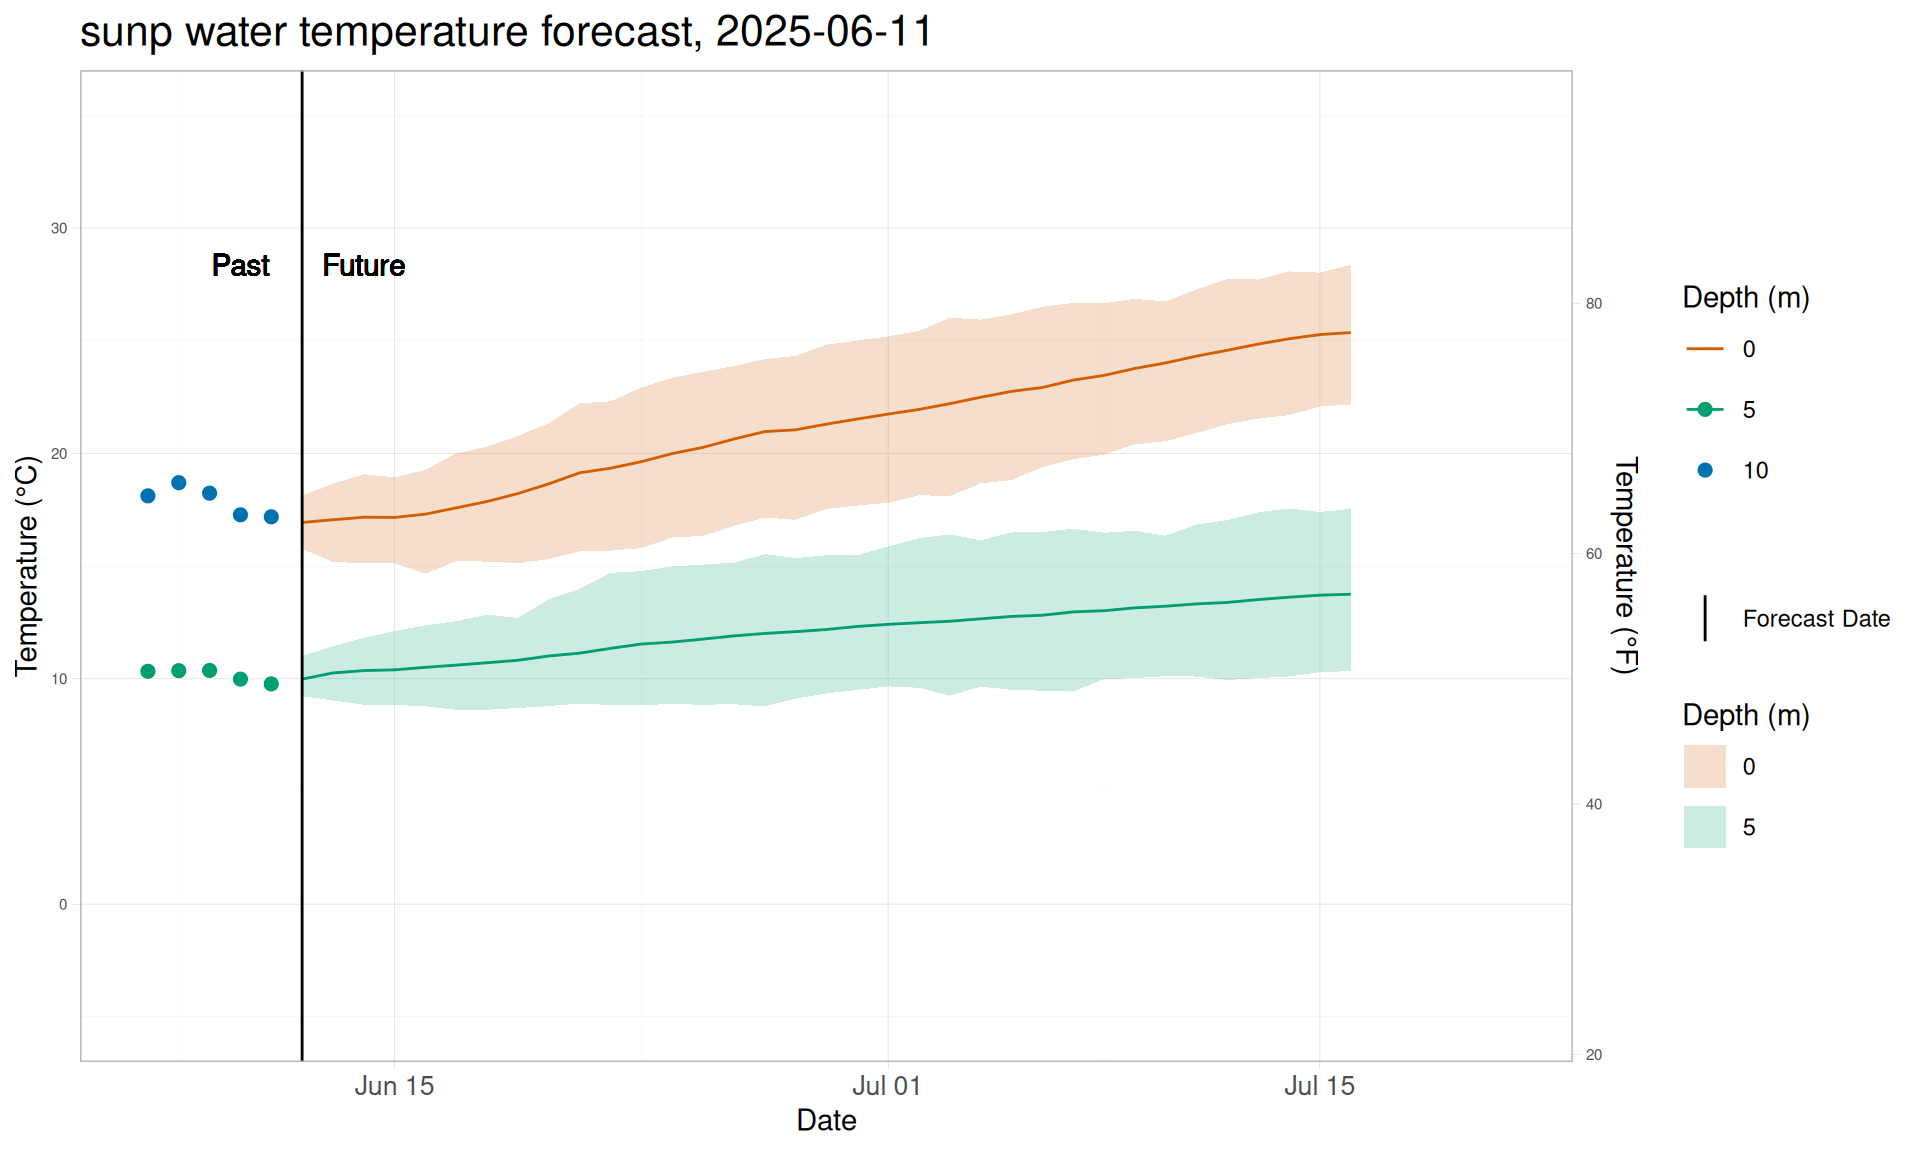 sunp water temperature forecast, 2025-06-11
Past
Future
30
20
10
0
Temperature (°C)
80
60
40
20
Temperature (°F)
Jun 15
Jul 01
Jul 15
Date
Depth (m)
0
5
10
Forecast Date
Depth (m)
0
5